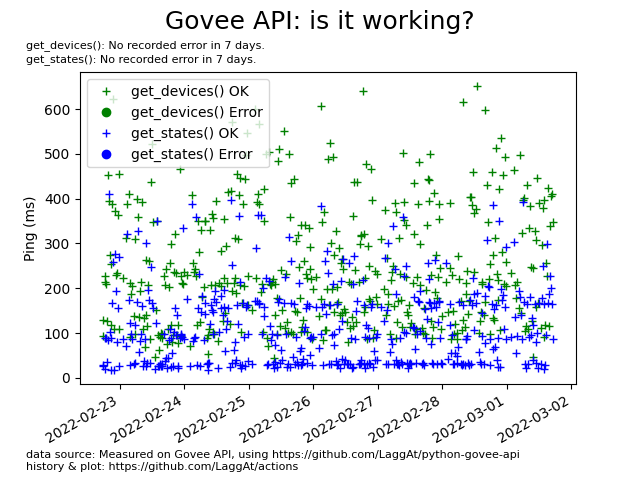 Govee API: is it working?
get_devices(): No recorded error in 7 days.
get_states(): No recorded error in 7 days.
get_devices() OK
get_devices() Error
get_states() OK
get_states() Error
Ping (ms)
600
500
400
300
200
100
0
2022-02-23
2022-02-24
2022-02-25
2022-02-26
2022-02-27
2022-02-28
2022-03-01
2022-03-02
data source: Measured on Govee API, using https://github.com/LaggAt/python-govee-api
history & plot: https://github.com/LaggAt/actions